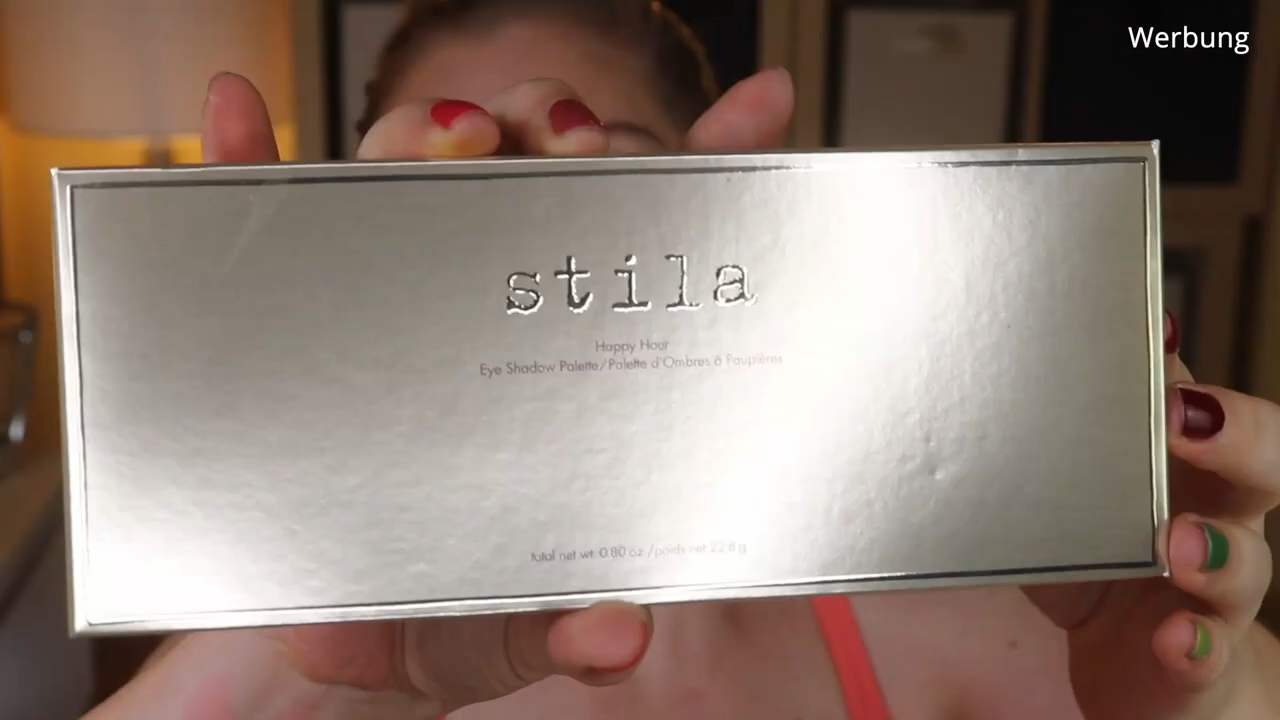 Werbung
stila
Happy Hour
Eye Shadow Palette/Palette d'Ombres à Paupières
total net wt. 0.80 oz./poids net 22.8 g